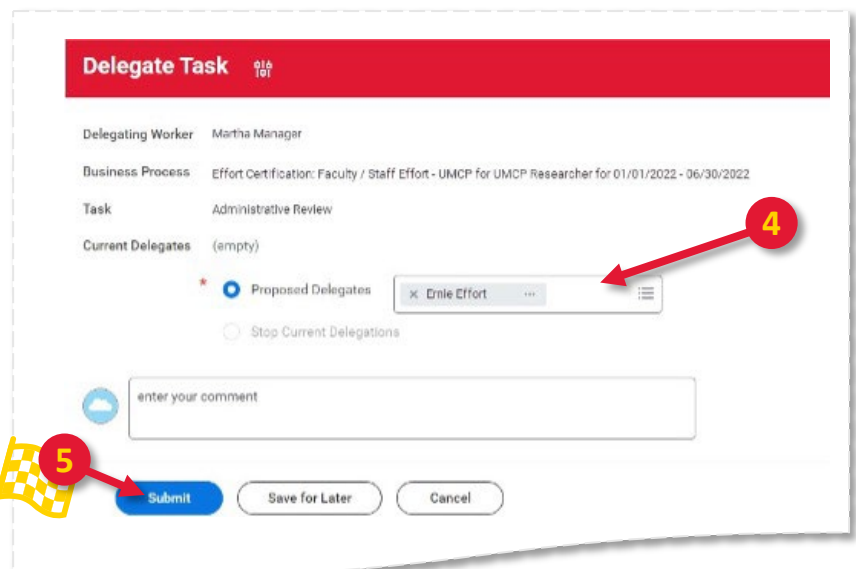 Delegate Task
Delegating Worker Martha Manager
Business Process Effort Certification: Faculty / Staff Effort - UMCP for UMCP Researcher for 01/01/2022 - 06/30/2022
Task Administrative Review
4
Current Delegates (empty)
* Proposed Delegates × Ernie Effort ...
Stop Current Delegations
enter your comment
5
Submit Save for Later Cancel